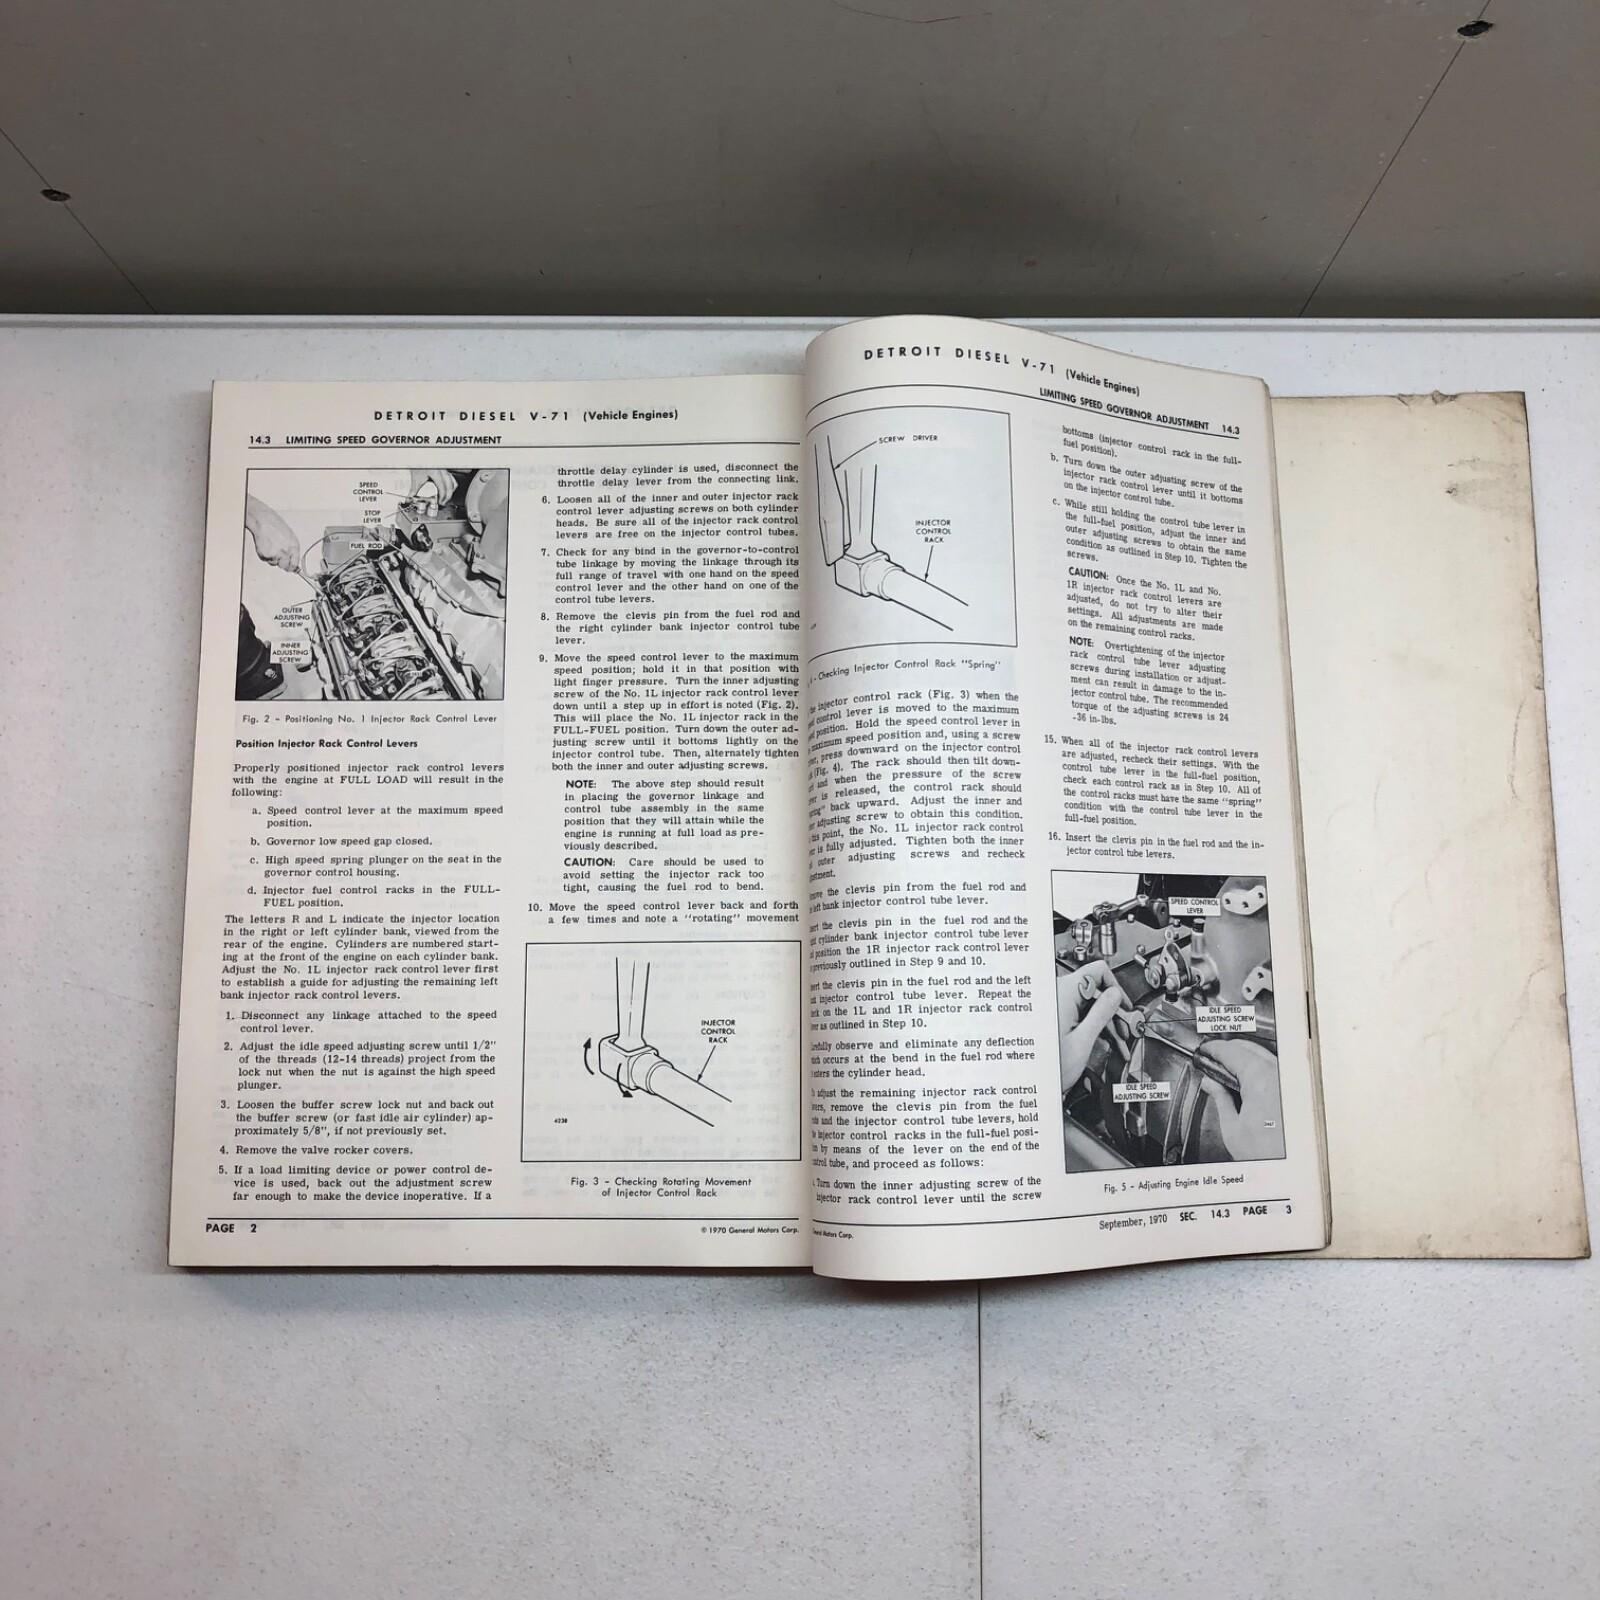 DETROIT DIESEL V-71 (Vehicle Engines)
14.3 LIMITING SPEED GOVERNOR ADJUSTMENT
SPEED
CONTROL
LEVER
STOP
LEVER
FUEL ROD
OUTER
ADJUSTING
SCREW
INNER
ADJUSTING
SCREW
Fig. 2 - Positioning No. 1 Injector Rack Control Lever
Position Injector Rack Control Levers
Properly positioned injector rack control levers
with the engine at FULL LOAD will result in the
following:
a. Speed control lever at the maximum speed
position.
b. Governor low speed gap closed.
c. High speed spring plunger on the seat in the
governor control housing.
d. Injector fuel control racks in the FULL-
FUEL position.
The letters R and L indicate the injector location
in the right or left cylinder bank, viewed from the
rear of the engine. Cylinders are numbered start-
ing at the front of the engine on each cylinder bank.
Adjust the No. 1L injector rack control lever first
to establish a guide for adjusting the remaining left
bank injector rack control levers.
1. Disconnect any linkage attached to the speed
control lever.
2. Adjust the idle speed adjusting screw until 1/2"
of the threads (12-14 threads) project from the
lock nut when the nut is against the high speed
plunger.
3. Loosen the buffer screw lock nut and back out
the buffer screw (or fast idle air cylinder) ap-
proximately 5/8", if not previously set.
4. Remove the valve rocker covers.
5. If a load limiting device or power control de-
vice is used, back out the adjustment screw
far enough to make the device inoperative. If a
throttle delay cylinder is used, disconnect the
throttle delay lever from the connecting link.
6. Loosen all of the inner and outer injector rack
control lever adjusting screws on both cylinder
heads. Be sure all of the injector rack control
levers are free on the injector control tubes.
7. Check for any bind in the governor-to-control
tube linkage by moving the linkage through its
full range of travel with one hand on the speed
control lever and the other hand on one of the
control tube levers.
8. Remove the clevis pin from the fuel rod and
the right cylinder bank injector control tube
lever.
9. Move the speed control lever to the maximum
speed position; hold it in that position with
light finger pressure. Turn the inner adjusting
screw of the No. 1L injector rack control lever
down until a step up in effort is noted (Fig. 2).
This will place the No. 1L injector rack in the
FULL-FUEL position. Turn down the outer ad-
justing screw until it bottoms lightly on the
injector control tube. Then, alternately tighten
both the inner and outer adjusting screws.
NOTE: The above step should result
in placing the governor linkage and
control tube assembly in the same
position that they will attain while the
engine is running at full load as pre-
viously described.
CAUTION: Care should be used to
avoid setting the injector rack too
tight, causing the fuel rod to bend.
10. Move the speed control lever back and forth
a few times and note a "rotating" movement
INJECTOR
CONTROL
RACK
4230
Fig. 3 - Checking Rotating Movement
of Injector Control Rack
PAGE 2
© 1970 General Motors Corp.
DETROIT DIESEL V-71 (Vehicle Engines)
LIMITING SPEED GOVERNOR ADJUSTMENT 14.3
SCREW DRIVER
INJECTOR
CONTROL
RACK
- Checking Injector Control Rack "Spring"
injector control rack (Fig. 3) when the
control lever is moved to the maximum
position. Hold the speed control lever in
maximum speed position and, using a screw
press downward on the injector control
(Fig. 4). The rack should then tilt down-
and when the pressure of the screw
is released, the control rack should
back upward. Adjust the inner and
adjusting screw to obtain this condition.
this point, the No. 1L injector rack control
is fully adjusted. Tighten both the inner
outer adjusting screws and recheck
the clevis pin from the fuel rod and
left bank injector control tube lever.
the clevis pin in the fuel rod and the
cylinder bank injector control tube lever
position the 1R injector rack control lever
previously outlined in Step 9 and 10.
the clevis pin in the fuel rod and the left
injector control tube lever. Repeat the
on the 1L and 1R injector rack control
as outlined in Step 10.
observe and eliminate any deflection
occurs at the bend in the fuel rod where
enters the cylinder head.
adjust the remaining injector rack control
remove the clevis pin from the fuel
and the injector control tube levers, hold
injector control racks in the full-fuel posi-
by means of the lever on the end of the
tube, and proceed as follows:
Turn down the inner adjusting screw of the
injector rack control lever until the screw
bottoms (injector control rack in the full-
fuel position).
b. Turn down the outer adjusting screw of the
injector rack control lever until it bottoms
on the injector control tube.
c. While still holding the control tube lever in
the full-fuel position, adjust the inner and
outer adjusting screws to obtain the same
condition as outlined in Step 10. Tighten the
screws.
CAUTION: Once the No. 1L and No.
1R injector rack control levers are
adjusted, do not try to alter their
settings. All adjustments are made
on the remaining control racks.
NOTE: Overtightening of the injector
rack control tube lever adjusting
screws during installation or adjust-
ment can result in damage to the in-
jector control tube. The recommended
torque of the adjusting screws is 24
-36 in-lbs.
15. When all of the injector rack control levers
are adjusted, recheck their settings. With the
control tube lever in the full-fuel position,
check each control rack as in Step 10. All of
the control racks must have the same "spring"
condition with the control tube lever in the
full-fuel position.
16. Insert the clevis pin in the fuel rod and the in-
jector control tube levers.
SPEED CONTROL
LEVER
IDLE SPEED
ADJUSTING SCREW
LOCK NUT
IDLE SPEED
ADJUSTING SCREW
Fig. 5 - Adjusting Engine Idle Speed
Motors Corp.
September, 1970 SEC. 14.3 PAGE 3